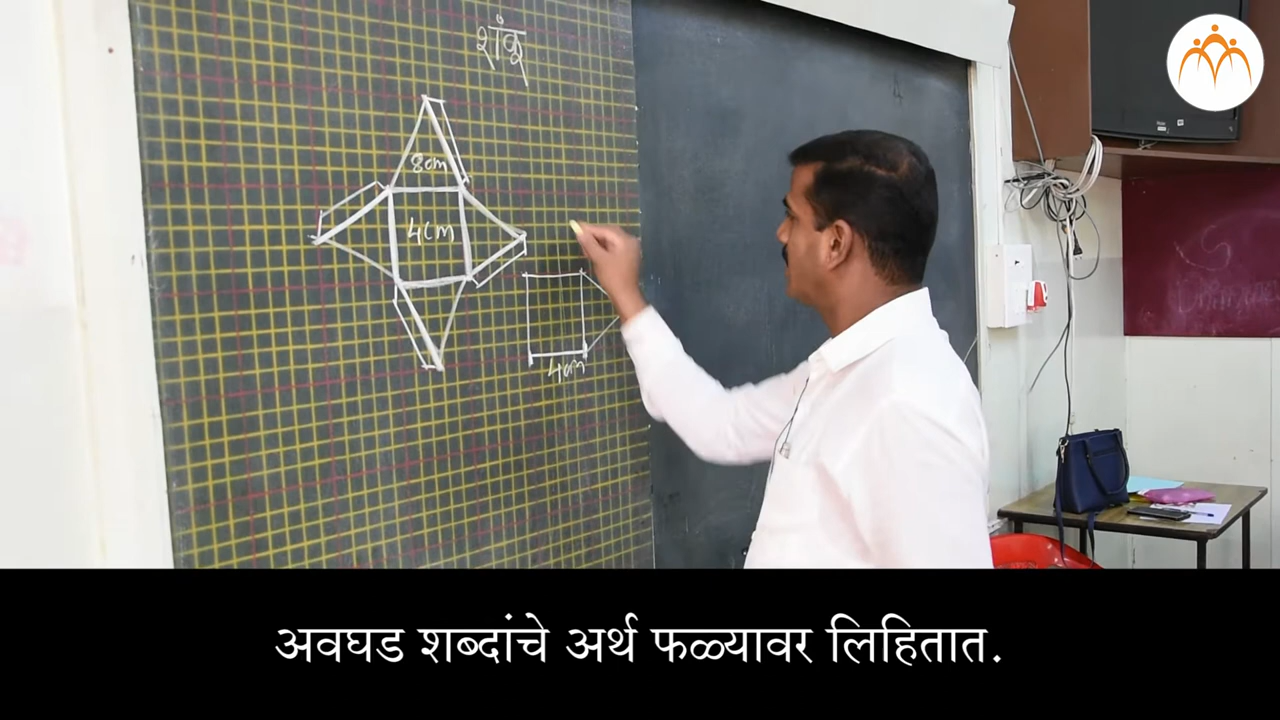 शंकू
8cm
4cm
4cm
अवघड शब्दांचे अर्थ फळ्यावर लिहितात.